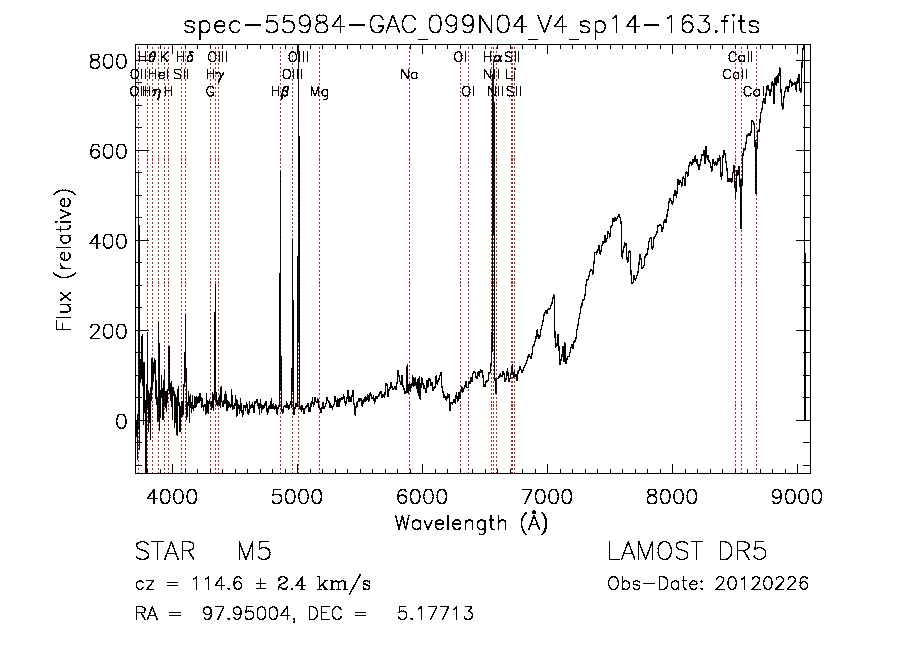 spec-55984-GAC_099N04_V4_sp14-163.fits
Hθ K Hδ OIII OIII OI Hα SII CaII
OII HeI SII Hγ OIII Na NII Li CaII
OII Hη H G Hβ Mg OI NII SII CaII
800
600
400
200
0
Flux (relative)
4000 5000 6000 7000 8000 9000
Wavelength (Å)
STAR M5 LAMOST DR5
cz = 114.6 ± 2.4 km/s Obs-Date: 20120226
RA = 97.95004, DEC = 5.17713